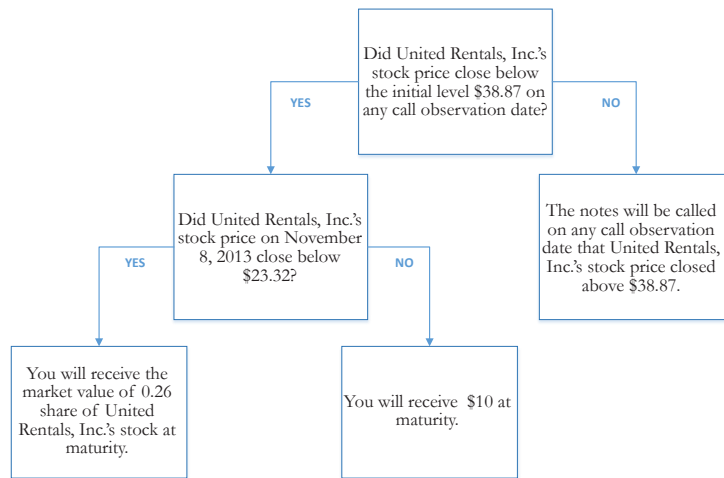 Did United Rentals, Inc.'s
stock price close below
the initial level $38.87 on
any call observation date?
YES
NO
Did United Rentals, Inc.'s
stock price on November
8, 2013 close below
$23.32?
The notes will be called
on any call observation
date that United Rentals,
Inc.'s stock price closed
above $38.87.
YES
NO
You will receive the
market value of 0.26
share of United
Rentals, Inc.'s stock at
maturity.
You will receive $10 at
maturity.